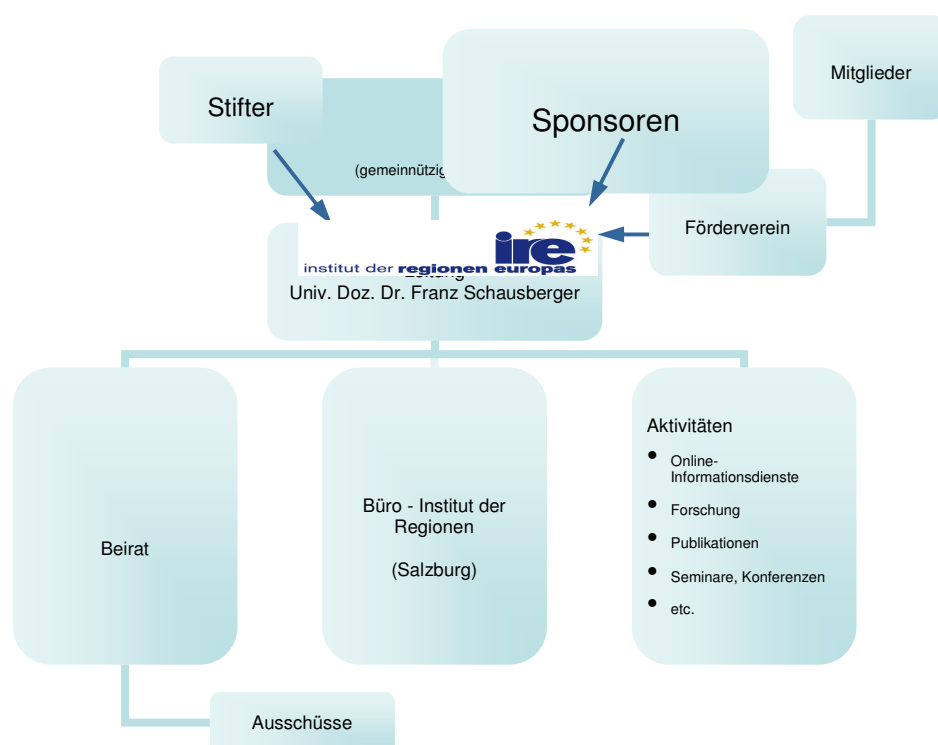 Mitglieder
Stifter
Sponsoren
(gemeinnützig
Förderverein
ire
institut der regionen europas
Leitung
Univ. Doz. Dr. Franz Schausberger
Beirat
Büro - Institut der
Regionen
(Salzburg)
Aktivitäten
• Online-
Informationsdienste
• Forschung
• Publikationen
• Seminare, Konferenzen
• etc.
Ausschüsse